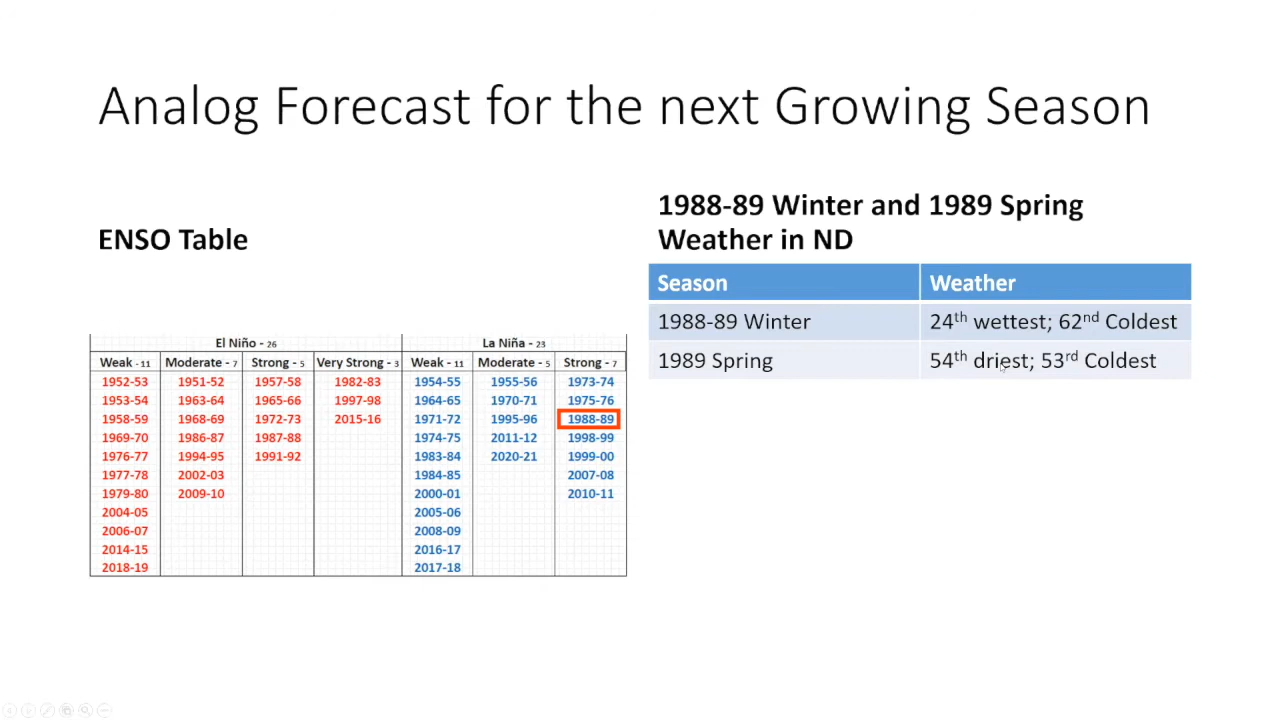 Analog Forecast for the next Growing Season
ENSO Table
El Niño - 26 La Niña - 23
Weak - 11 Moderate - 7 Strong - 5 Very Strong - 3 Weak - 11 Moderate - 5 Strong - 7
1952-53 1951-52 1957-58 1982-83 1954-55 1955-56 1973-74
1953-54 1963-64 1965-66 1997-98 1964-65 1970-71 1975-76
1958-59 1968-69 1972-73 2015-16 1971-72 1995-96 1988-89
1969-70 1986-87 1987-88 1974-75 2011-12 1998-99
1976-77 1994-95 1991-92 1983-84 2020-21 1999-00
1977-78 2002-03 1984-85 2007-08
1979-80 2009-10 2000-01 2010-11
2004-05 2005-06
2006-07 2008-09
2014-15 2016-17
2018-19 2017-18
1988-89 Winter and 1989 Spring
Weather in ND
Season Weather
1988-89 Winter 24th wettest; 62nd Coldest
1989 Spring 54th driest; 53rd Coldest